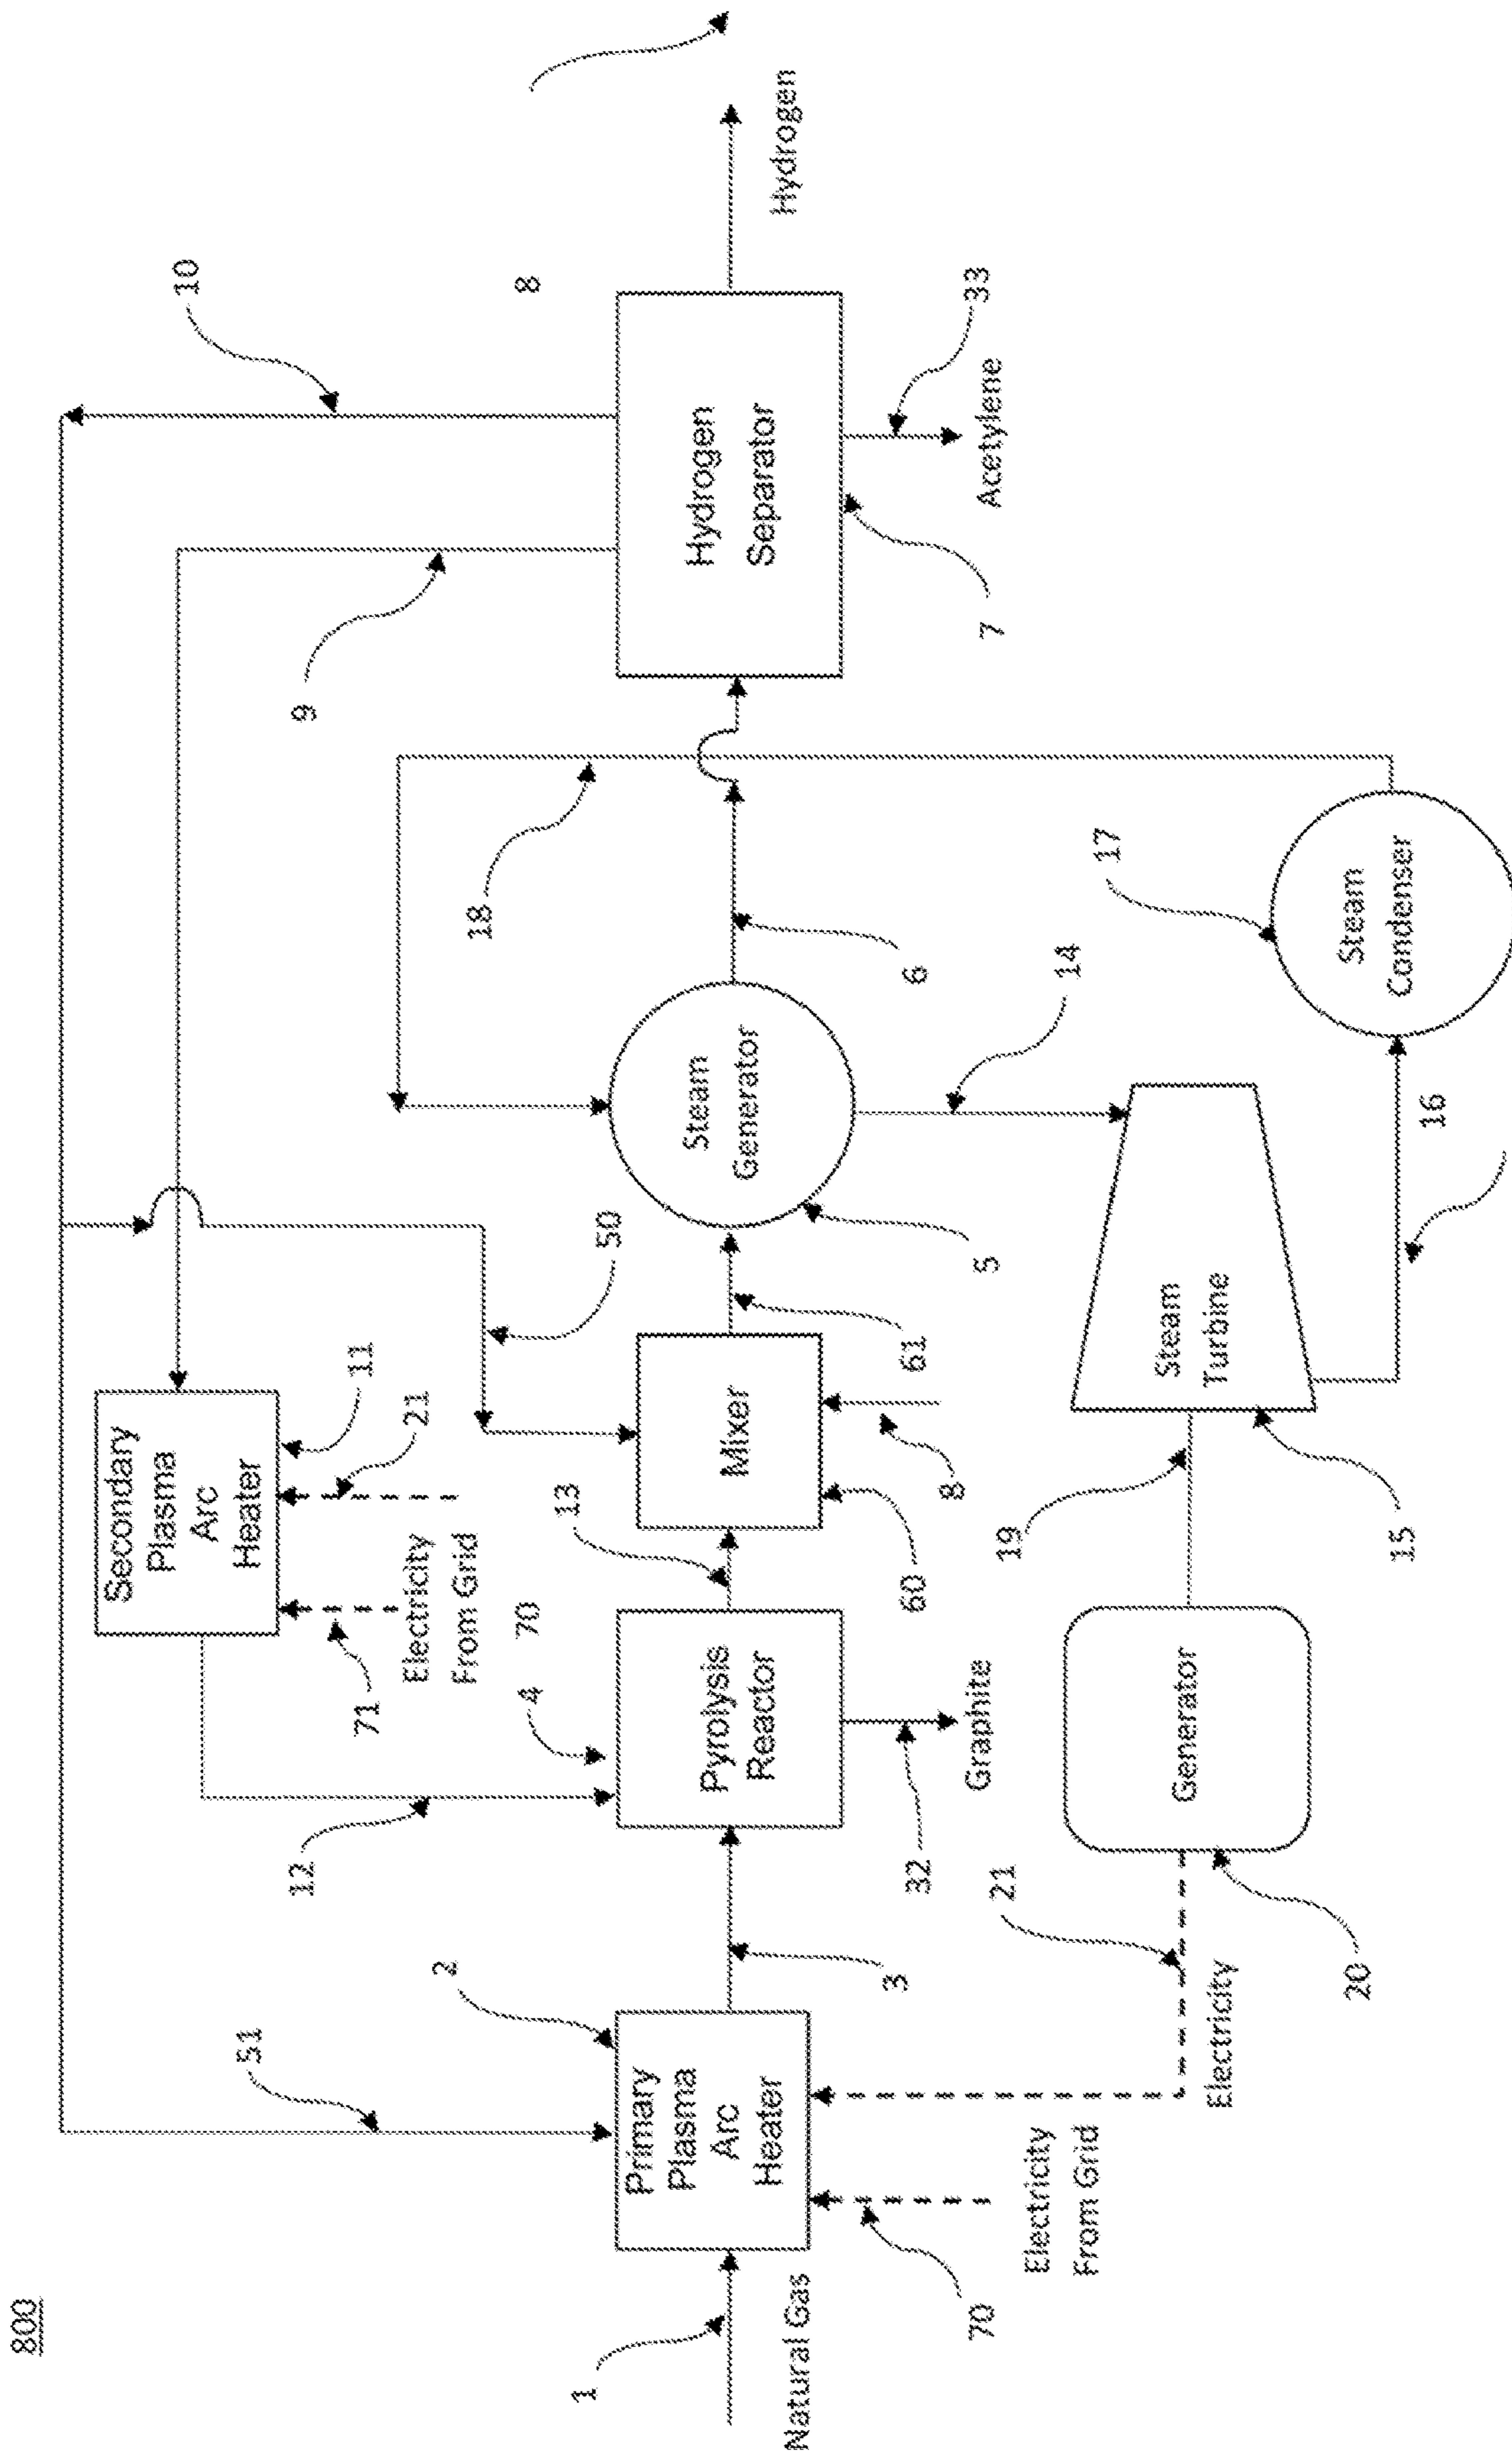 800
10
8
Hydrogen
51
9
Secondary
Plasma
Arc
Heater
11
21
71
Electricity
From Grid
12
50
18
Hydrogen
Separator
33
Acetylene
7
1
Natural Gas
2
Primary
Plasma
Arc
Heater
3
4
70
Pyrolysis
Reactor
13
Mixer
61
Steam
Generator
6
60
8
5
32
Graphite
14
17
Steam
Condenser
70
Electricity
From Grid
21
Electricity
20
Generator
19
Steam
Turbine
15
16